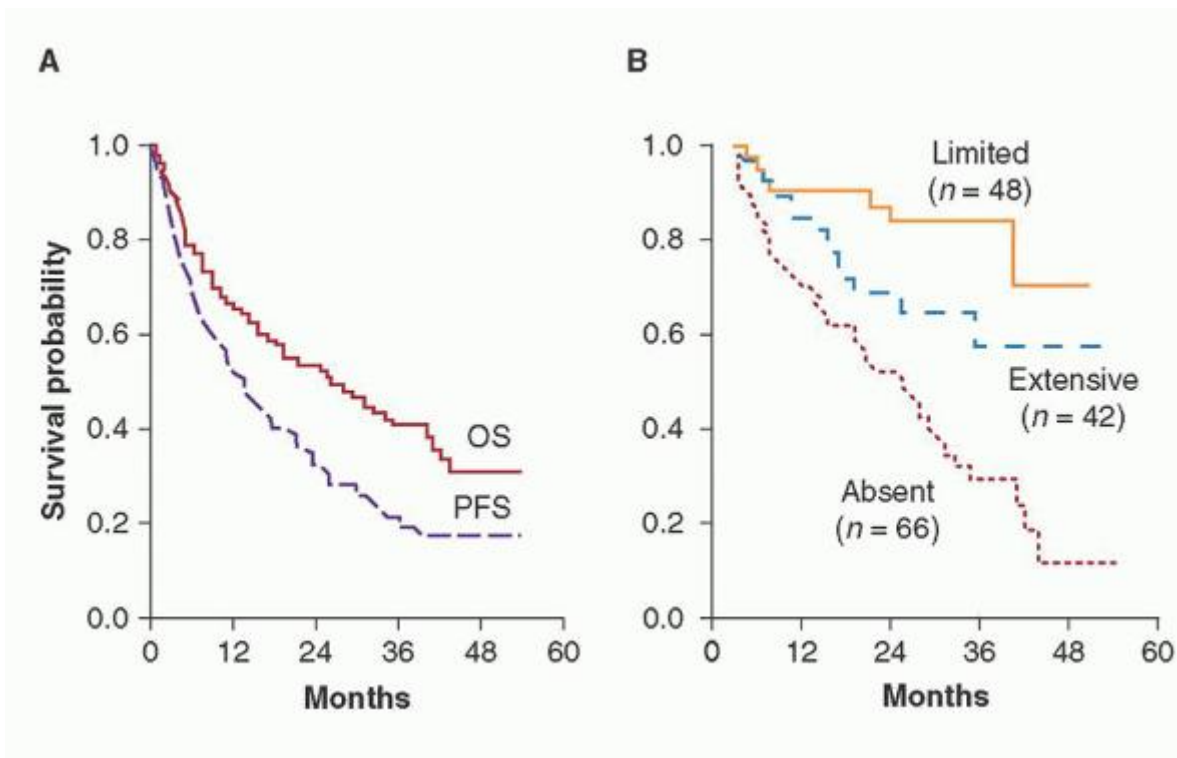 A
1.0
0.8
0.6
0.4
0.2
0.0
Survival probability
OS
PFS
0 12 24 36 48 60
Months
B
1.0
0.8
0.6
0.4
0.2
0.0
Limited
(n = 48)
Extensive
(n = 42)
Absent
(n = 66)
0 12 24 36 48 60
Months